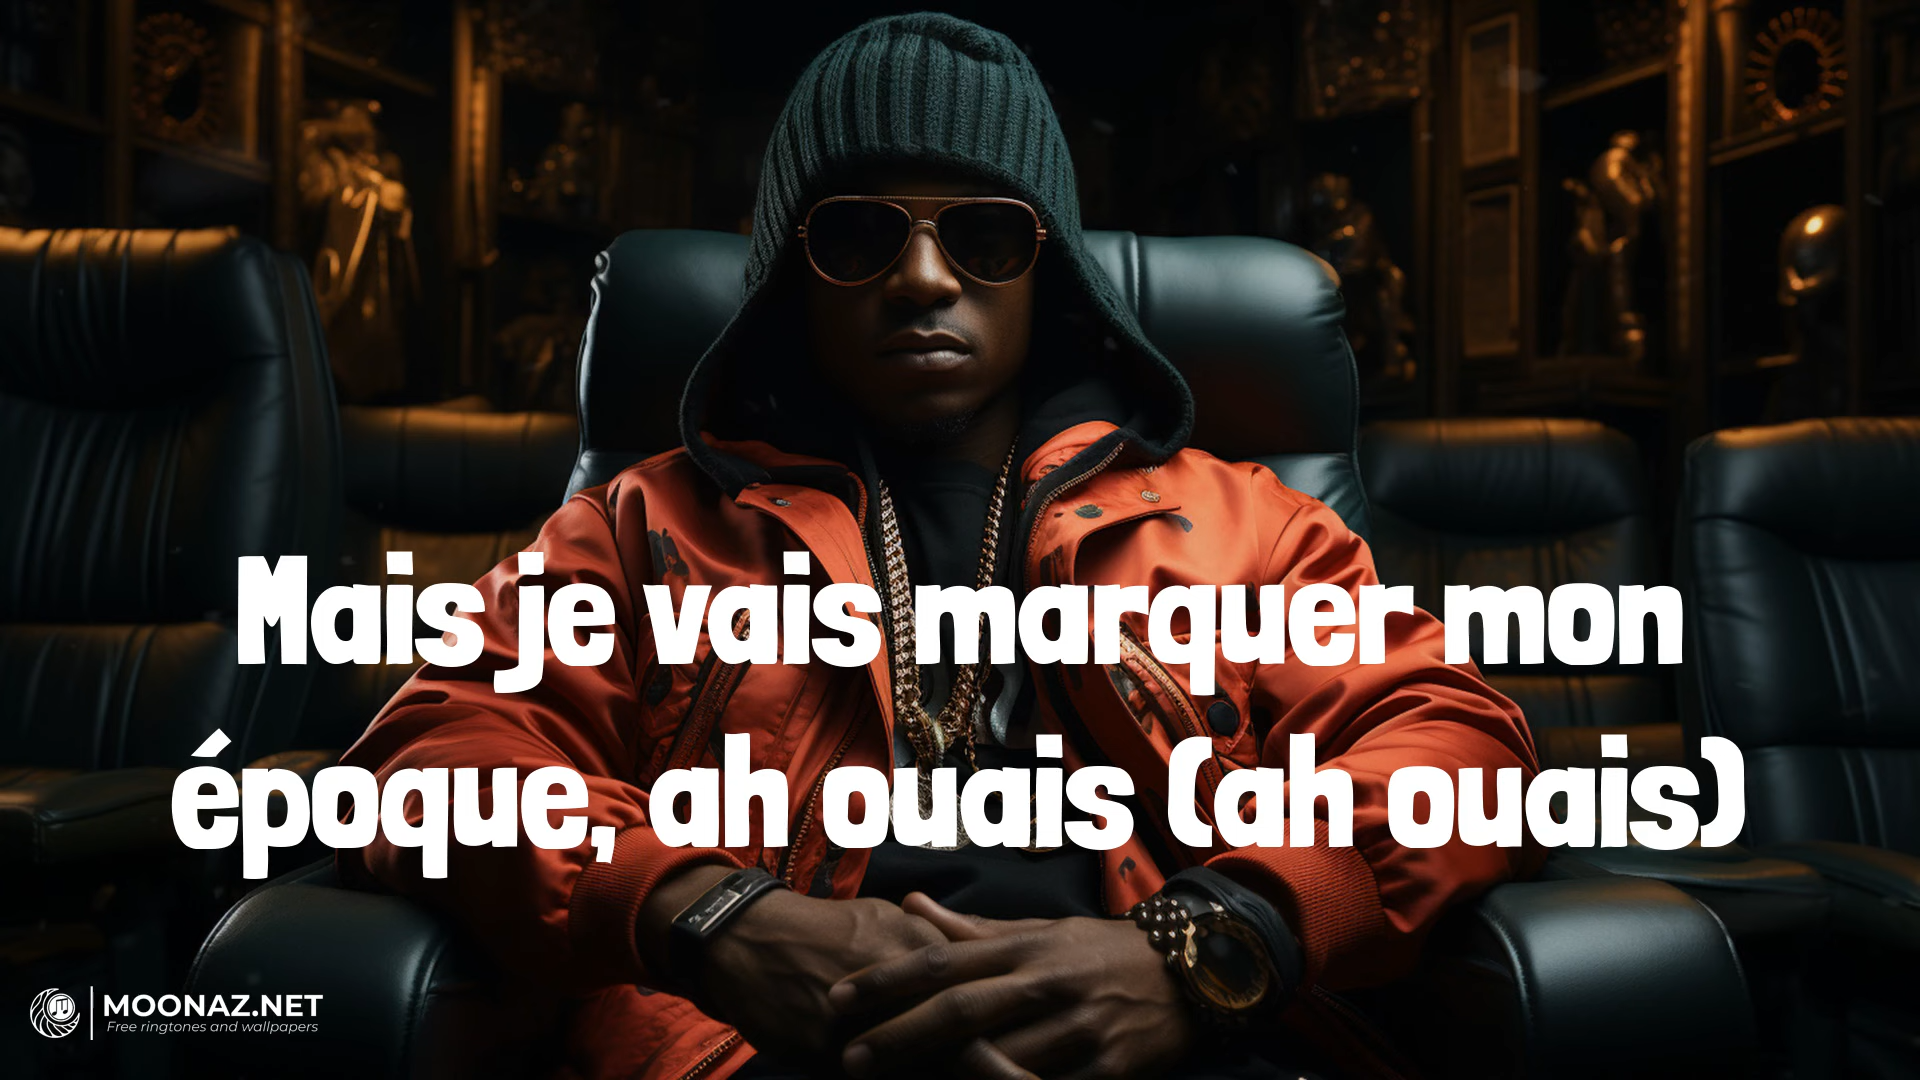 Mais je vais marquer mon
époque, ah ouais (ah ouais)
MOONAZ.NET
Free ringtones and wallpapers